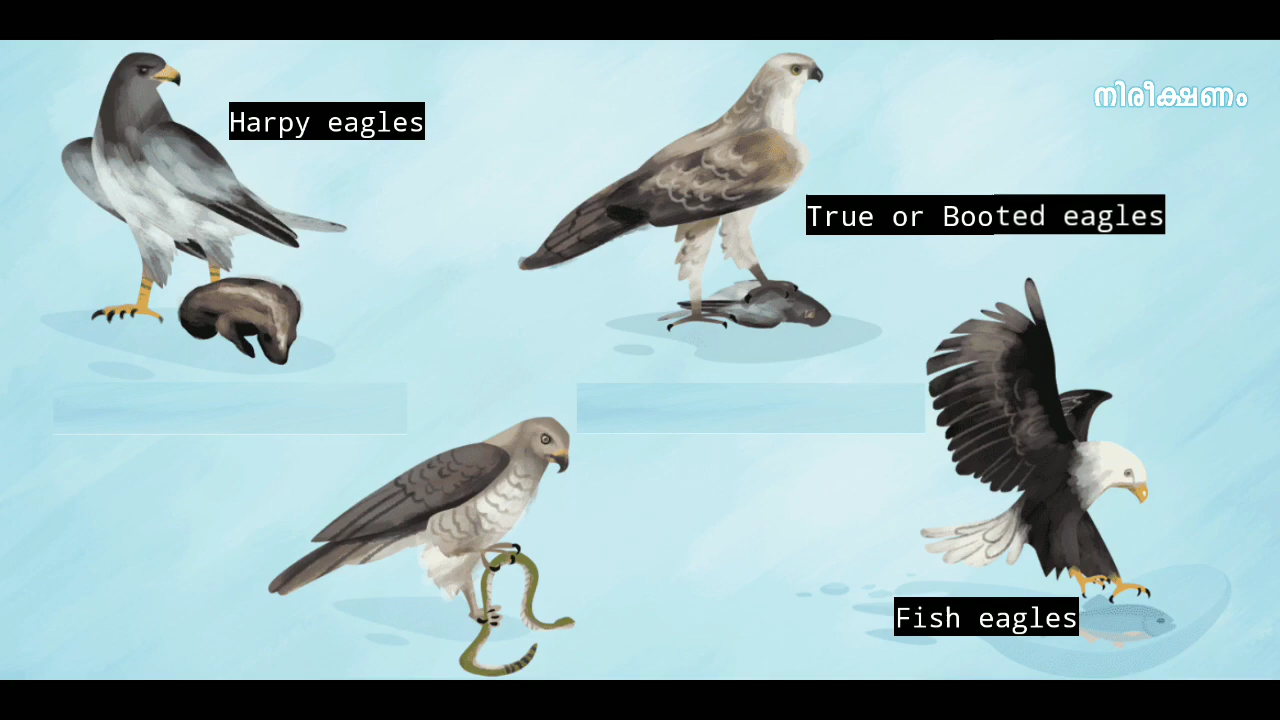 നിരീക്ഷണം
Harpy eagles
True or Booted eagles
Fish eagles